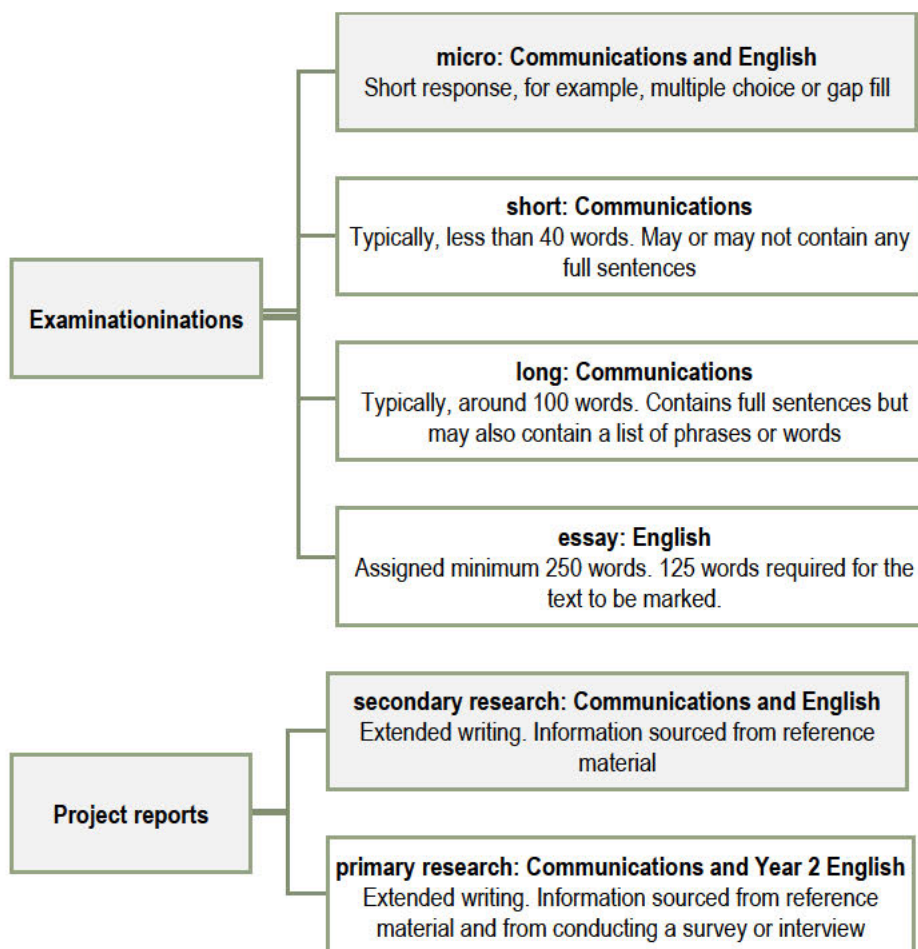 micro: Communications and English
Short response, for example, multiple choice or gap fill
short: Communications
Typically, less than 40 words. May or may not contain any
full sentences
Examinationinations
long: Communications
Typically, around 100 words. Contains full sentences but
may also contain a list of phrases or words
essay: English
Assigned minimum 250 words. 125 words required for the
text to be marked.
secondary research: Communications and English
Extended writing. Information sourced from reference
material
Project reports
primary research: Communications and Year 2 English
Extended writing. Information sourced from reference
material and from conducting a survey or interview